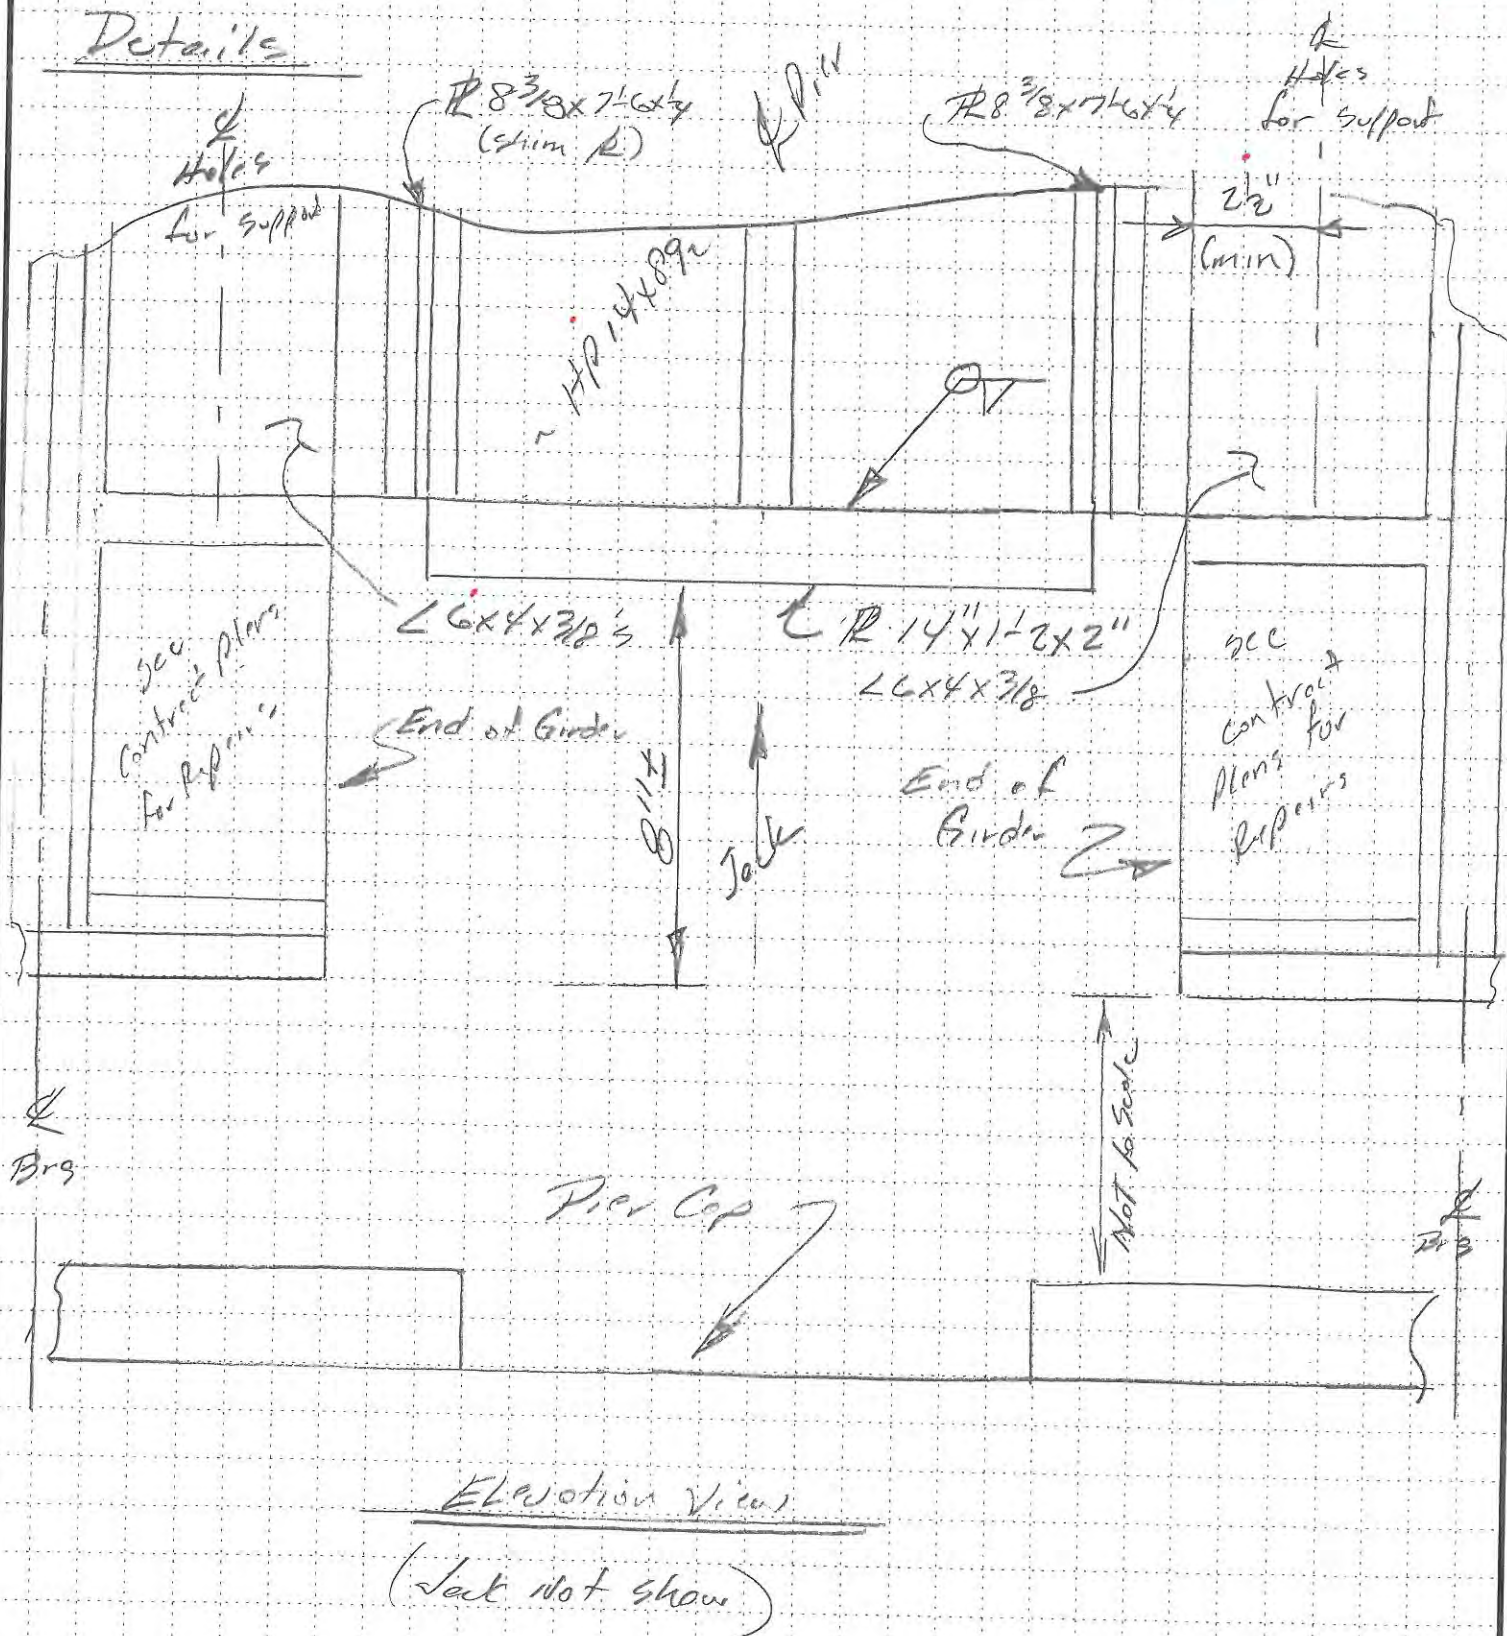 Details
℄
Holes
for support
℄
Holes
for support
PL 8 3/8 x 7'-6 x 1/4
(shim PL)
℄ Pier
PL 8 3/8 x 7'-6 x 1/4
2 1/2"
(min)
~ HP 14 x 89 ~
∠ 6x4x3/8's
PL 14" x 1'-2 x 2"
∠ 6x4x3/8
see
contract plans
for Repairs
End of Girder
8"±
Jack
End of
Girder
see
contract
plans for
Repairs
Not to Scale
℄
Brg
Pier Cap
℄
Brg
Elevation View
(Jack Not Show)